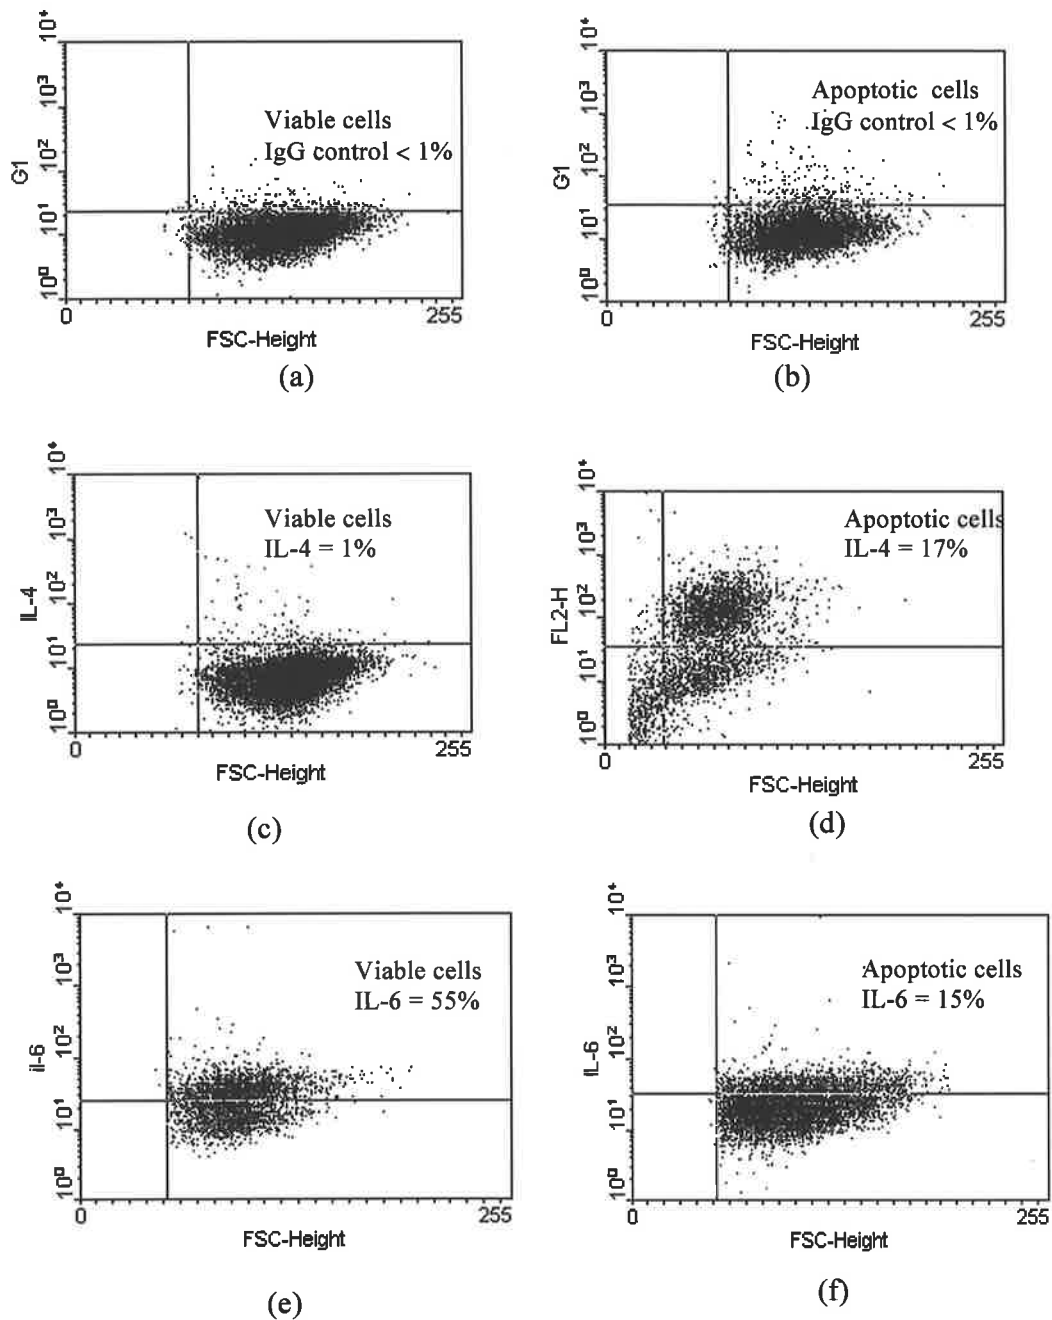 10⁴
10³
10²
10¹
10⁰
G1
Viable cells
IgG control < 1%
0
255
FSC-Height
(a)
10⁴
10³
10²
10¹
10⁰
G1
Apoptotic cells
IgG control < 1%
0
255
FSC-Height
(b)
10⁴
10³
10²
10¹
10⁰
IL-4
Viable cells
IL-4 = 1%
0
255
FSC-Height
(c)
10⁴
10³
10²
10¹
10⁰
FL2-H
Apoptotic cells
IL-4 = 17%
0
255
FSC-Height
(d)
10⁴
10³
10²
10¹
10⁰
il-6
Viable cells
IL-6 = 55%
0
255
FSC-Height
(e)
10⁴
10³
10²
10¹
10⁰
IL-6
Apoptotic cells
IL-6 = 15%
0
255
FSC-Height
(f)